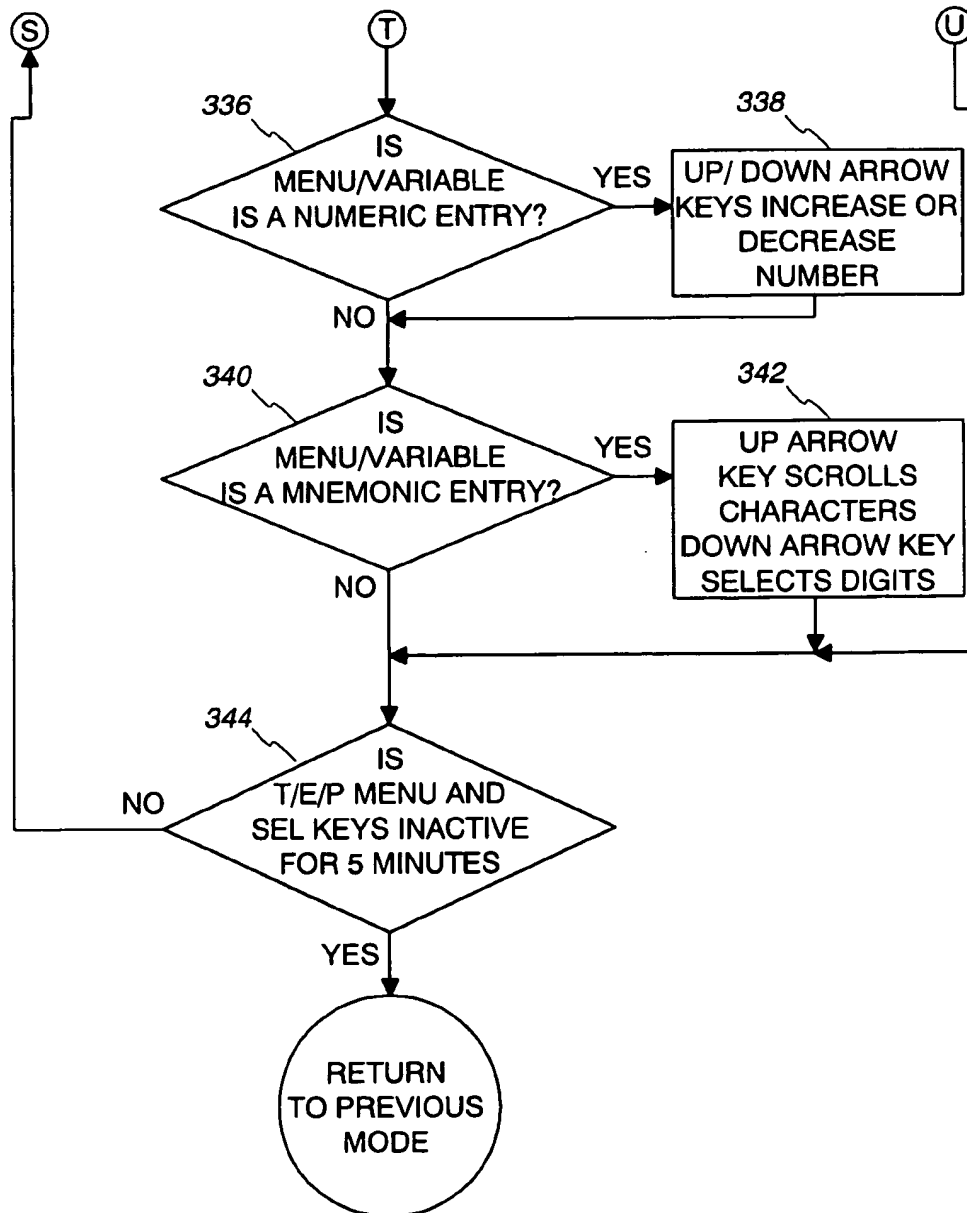 S
T
U
336
IS
MENU/VARIABLE
IS A NUMERIC ENTRY?
YES
338
UP/ DOWN ARROW
KEYS INCREASE OR
DECREASE
NUMBER
NO
340
IS
MENU/VARIABLE
IS A MNEMONIC ENTRY?
YES
342
UP ARROW
KEY SCROLLS
CHARACTERS
DOWN ARROW KEY
SELECTS DIGITS
NO
344
IS
T/E/P MENU AND
SEL KEYS INACTIVE
FOR 5 MINUTES
NO
YES
RETURN
TO PREVIOUS
MODE